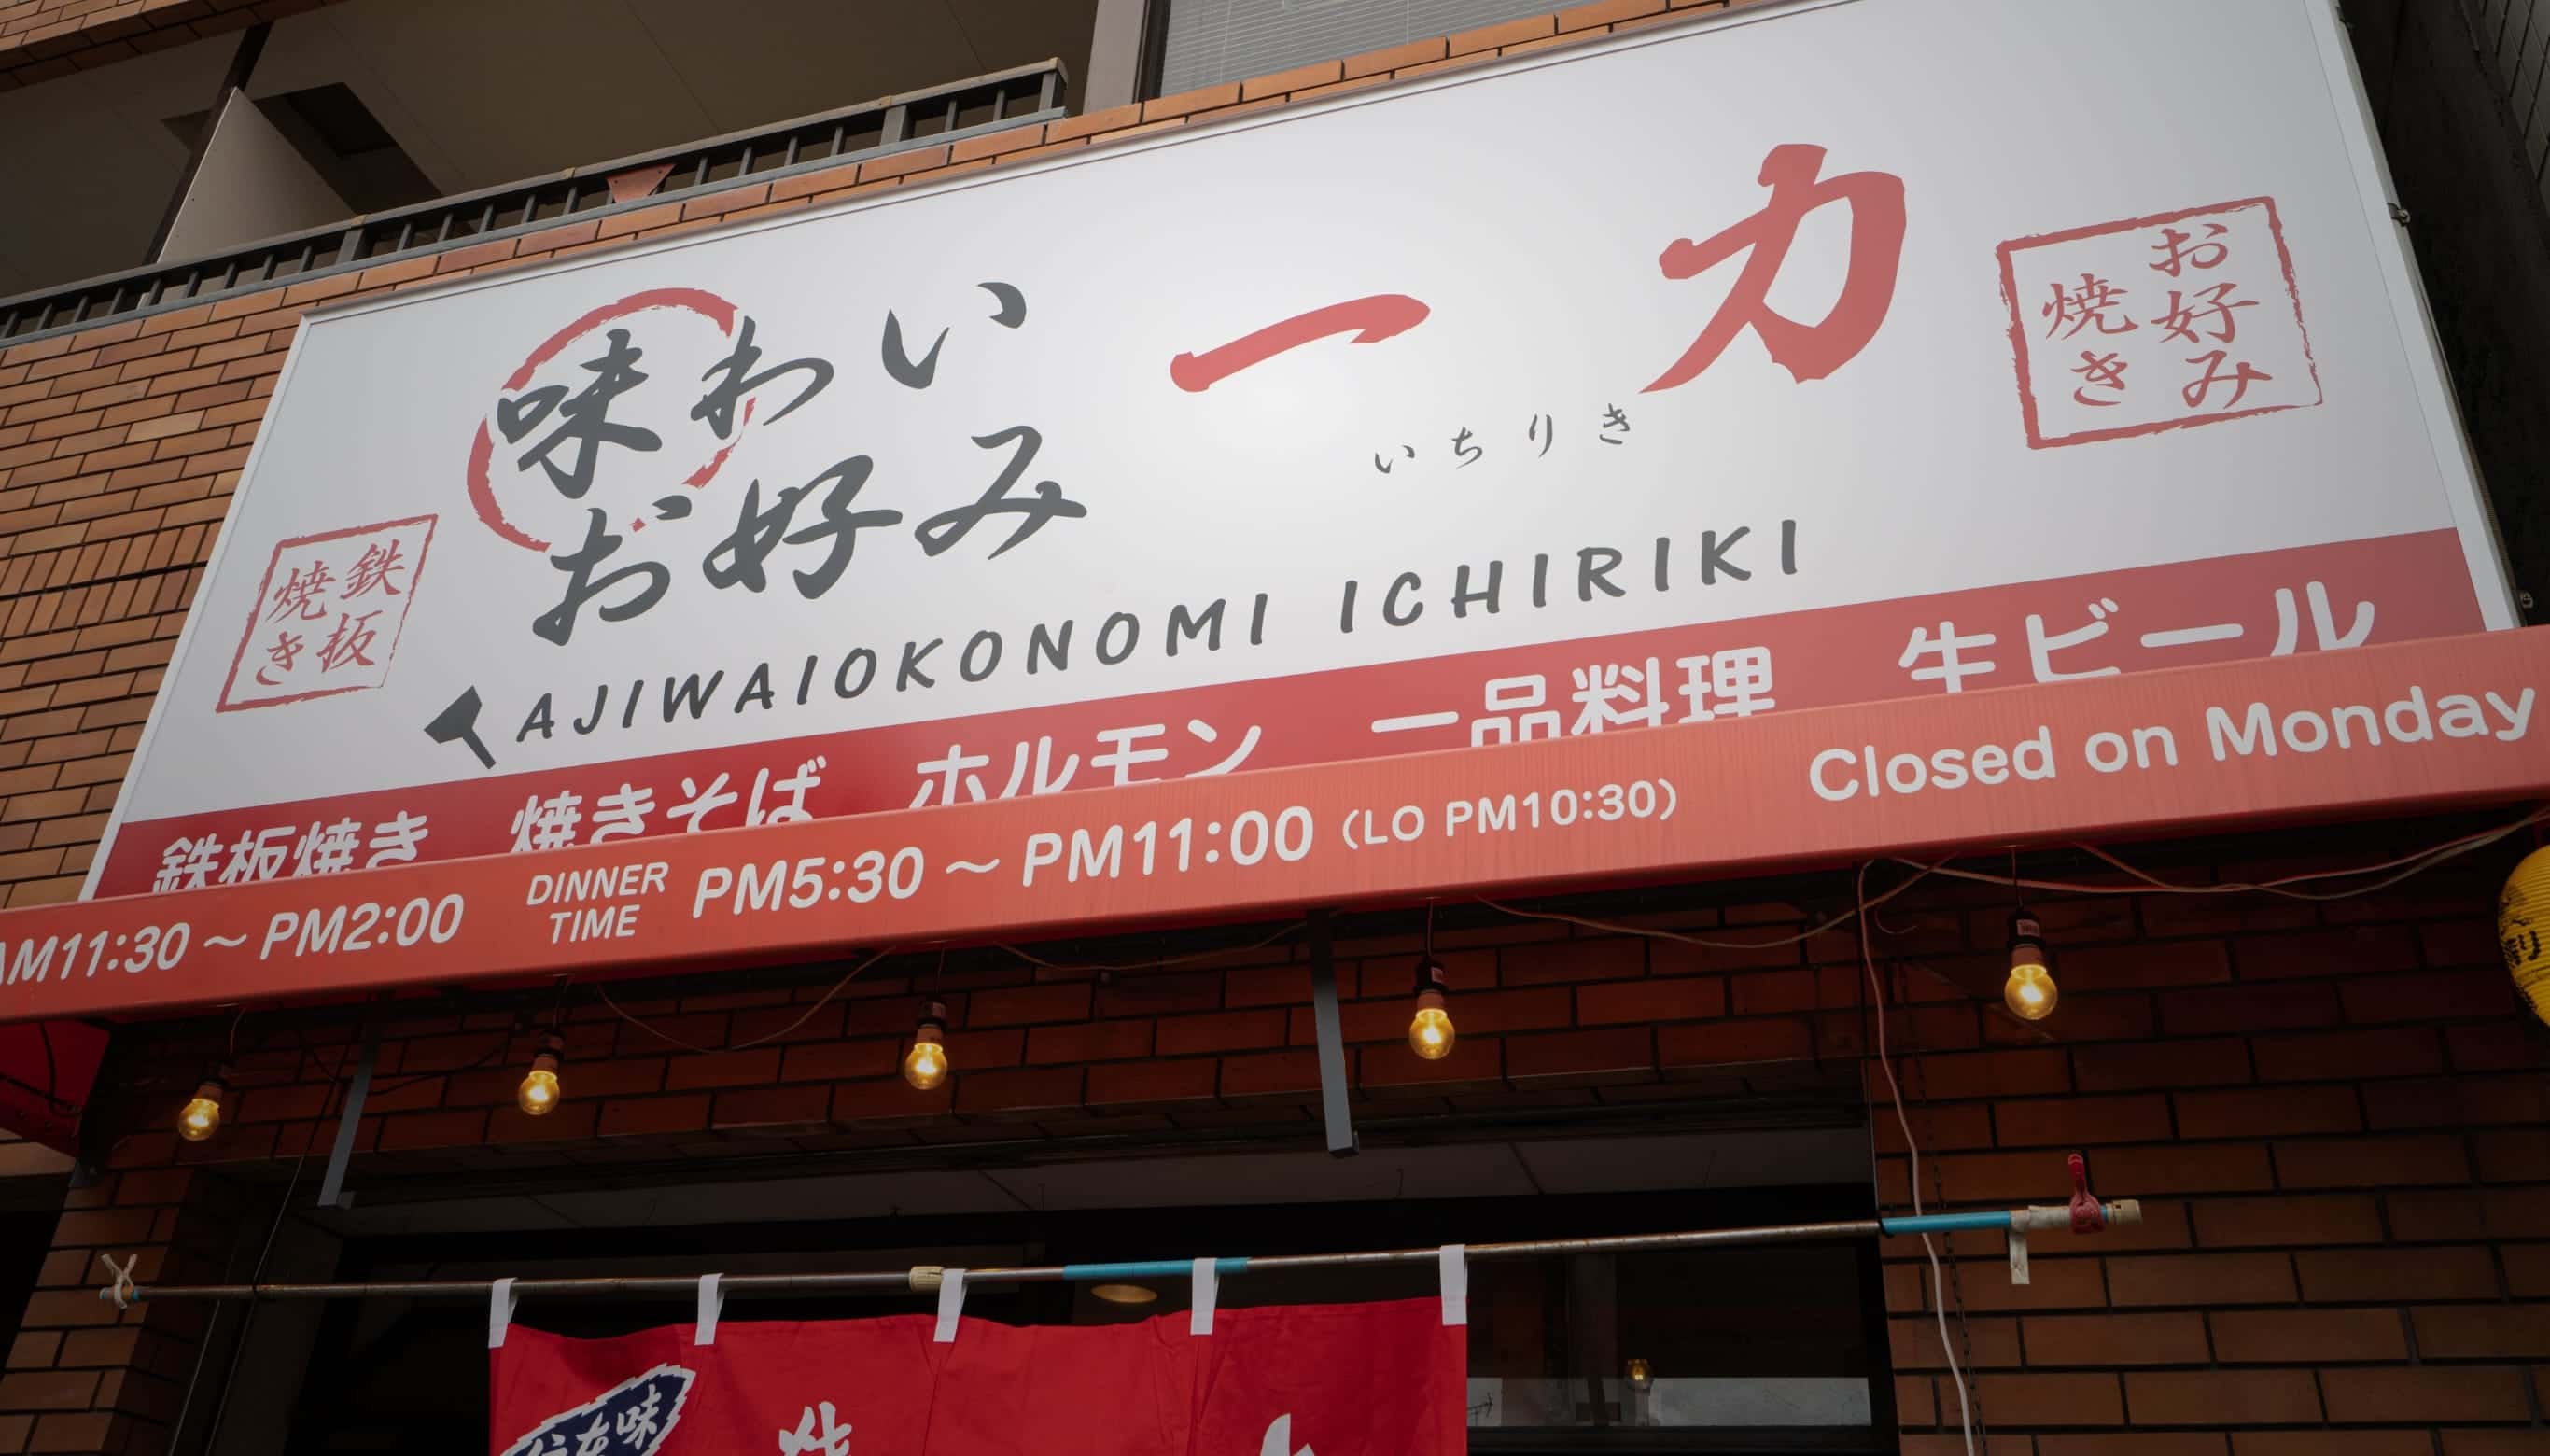 味わい
お好み
一力
いちりき
お好み
焼き
鉄板
焼き
AJIWAIOKONOMI ICHIRIKI
鉄板焼き 焼きそば ホルモン 一品料理 生ビール
AM11:30 ~ PM2:00 DINNER TIME PM5:30 ~ PM11:00 (LO PM10:30) Closed on Monday